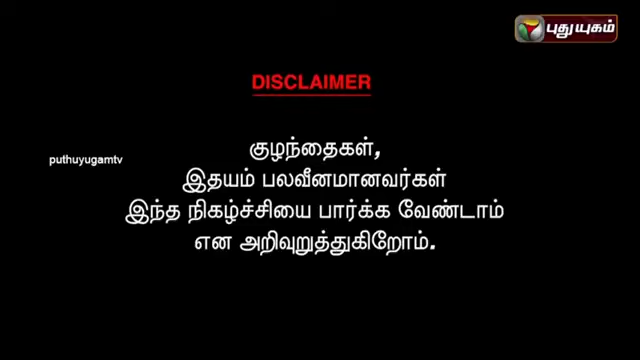 புதுயுகம்
DISCLAIMER
குழந்தைகள்,
puthuyugamtv
இதயம் பலவீனமானவர்கள்
இந்த நிகழ்ச்சியை பார்க்க வேண்டாம்
என அறிவுறுத்துகிறோம்.